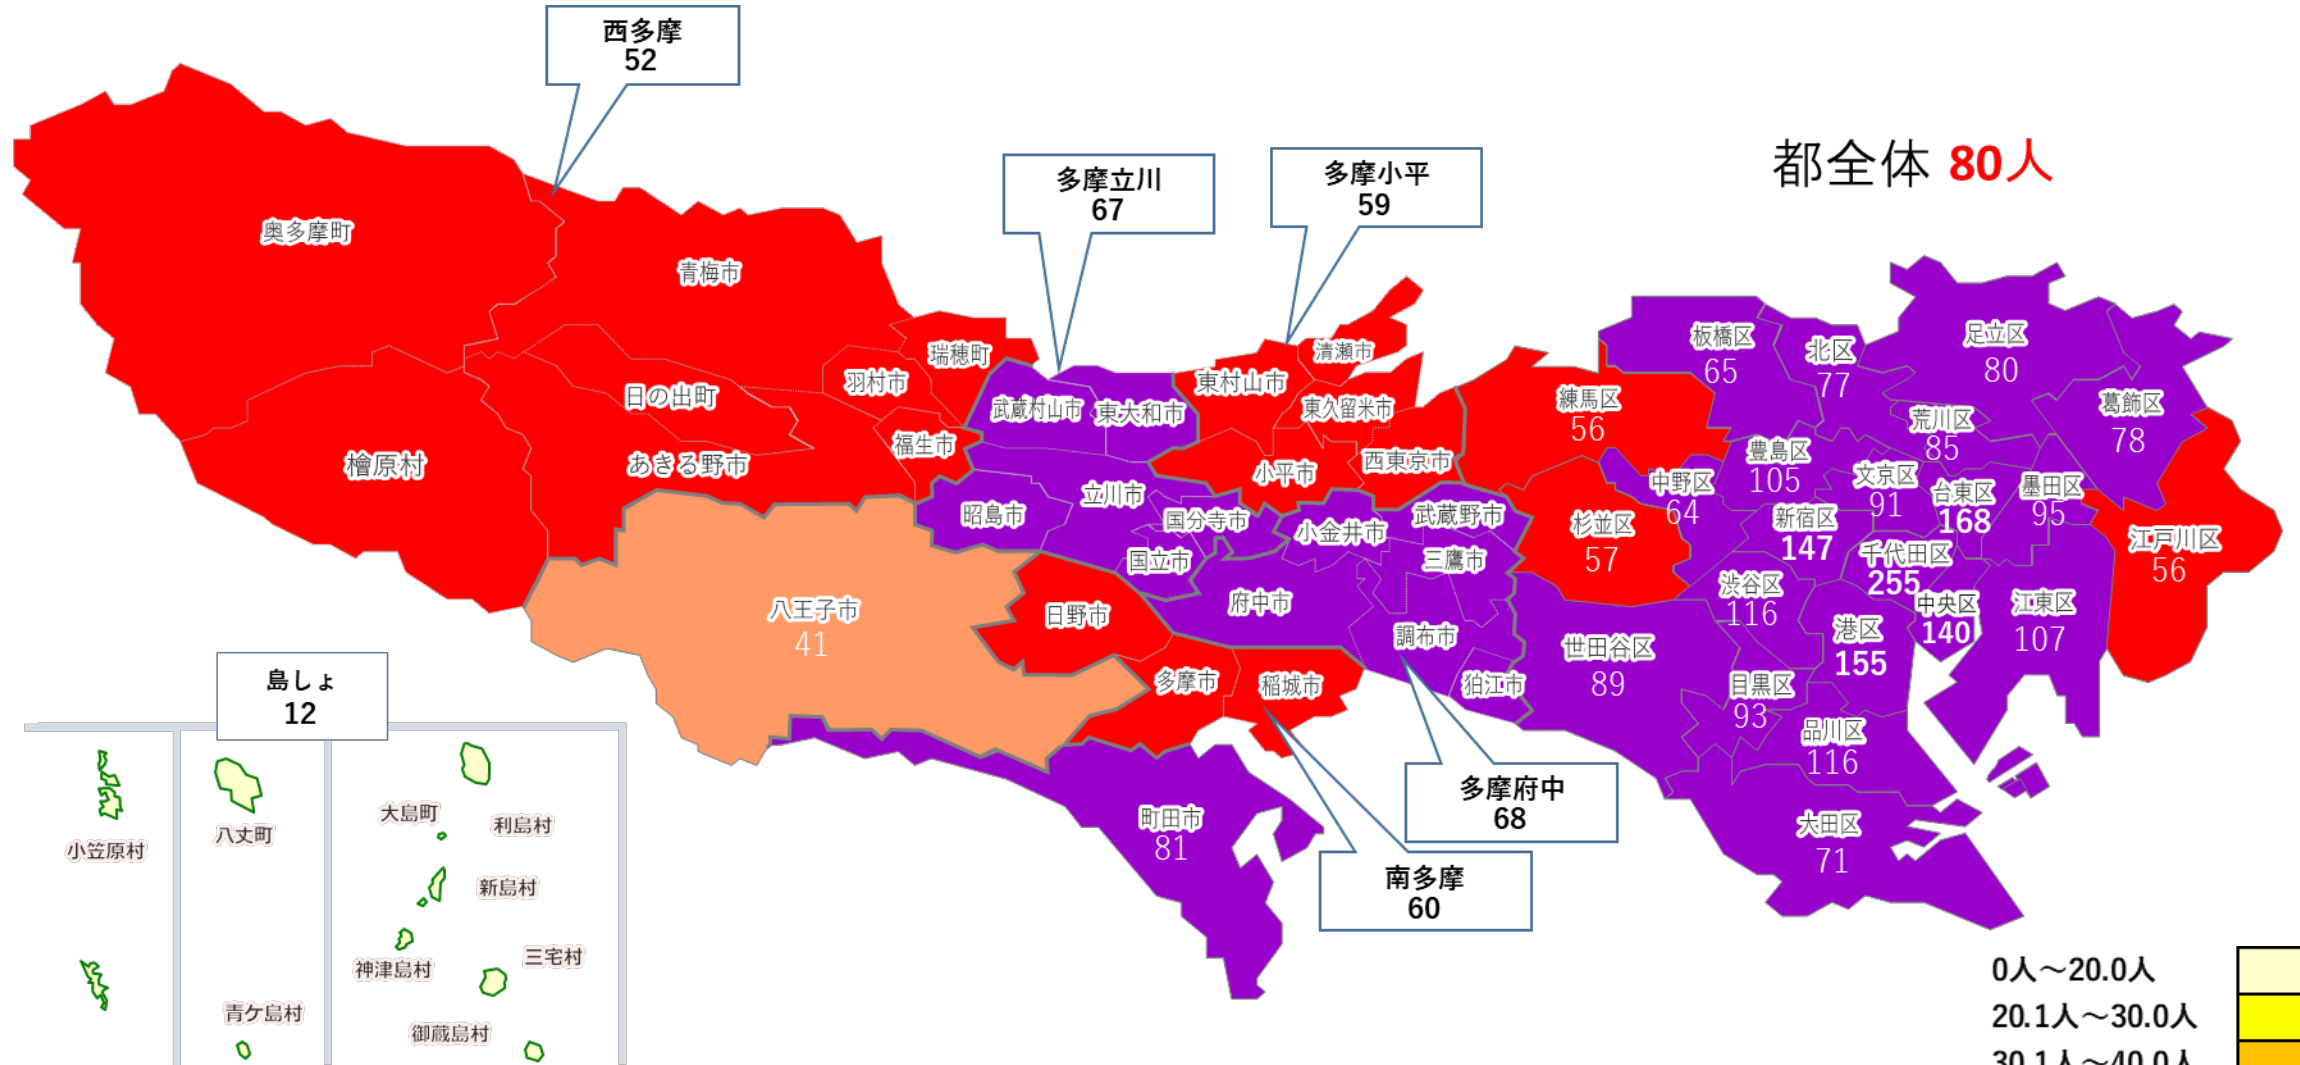 西多摩
52
多摩立川
67
多摩小平
59
都全体 80人
奥多摩町
青梅市
瑞穂町
羽村市
日の出町
福生市
檜原村
あきる野市
武蔵村山市
東大和市
東村山市
清瀬市
東久留米市
小平市
西東京市
昭島市
立川市
国分寺市
国立市
小金井市
武蔵野市
三鷹市
府中市
調布市
狛江市
八王子市
41
日野市
多摩市
稲城市
町田市
81
練馬区
56
杉並区
57
中野区
64
板橋区
65
北区
77
足立区
80
葛飾区
78
荒川区
85
豊島区
105
文京区
91
台東区
168
墨田区
95
新宿区
147
千代田区
255
江戸川区
56
渋谷区
116
中央区
140
江東区
107
港区
155
世田谷区
89
目黒区
93
品川区
116
大田区
71
多摩府中
68
南多摩
60
島しょ
12
小笠原村
八丈町
青ケ島村
大島町
利島村
新島村
神津島村
三宅村
御蔵島村
0人～20.0人
20.1人～30.0人
30.1人～40.0人